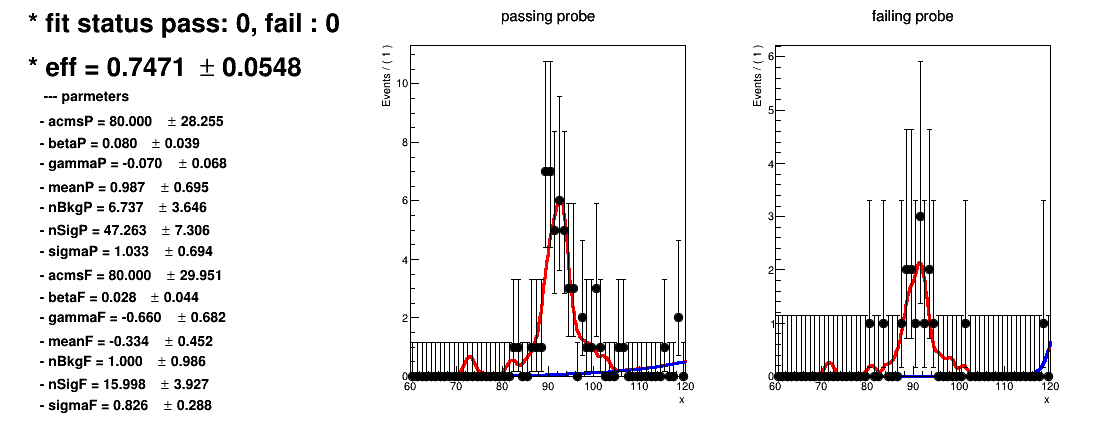 * fit status pass: 0, fail : 0
* eff = 0.7471 ± 0.0548
--- parmeters
- acmsP = 80.000 ± 28.255
- betaP = 0.080 ± 0.039
- gammaP = -0.070 ± 0.068
- meanP = 0.987 ± 0.695
- nBkgP = 6.737 ± 3.646
- nSigP = 47.263 ± 7.306
- sigmaP = 1.033 ± 0.694
- acmsF = 80.000 ± 29.951
- betaF = 0.028 ± 0.044
- gammaF = -0.660 ± 0.682
- meanF = -0.334 ± 0.452
- nBkgF = 1.000 ± 0.986
- nSigF = 15.998 ± 3.927
- sigmaF = 0.826 ± 0.288
passing probe
Events / ( 1 )
10
8
6
4
2
0
60 70 80 90 100 110 120
x
failing probe
Events / ( 1 )
6
5
4
3
2
1
0
60 70 80 90 100 110 120
x